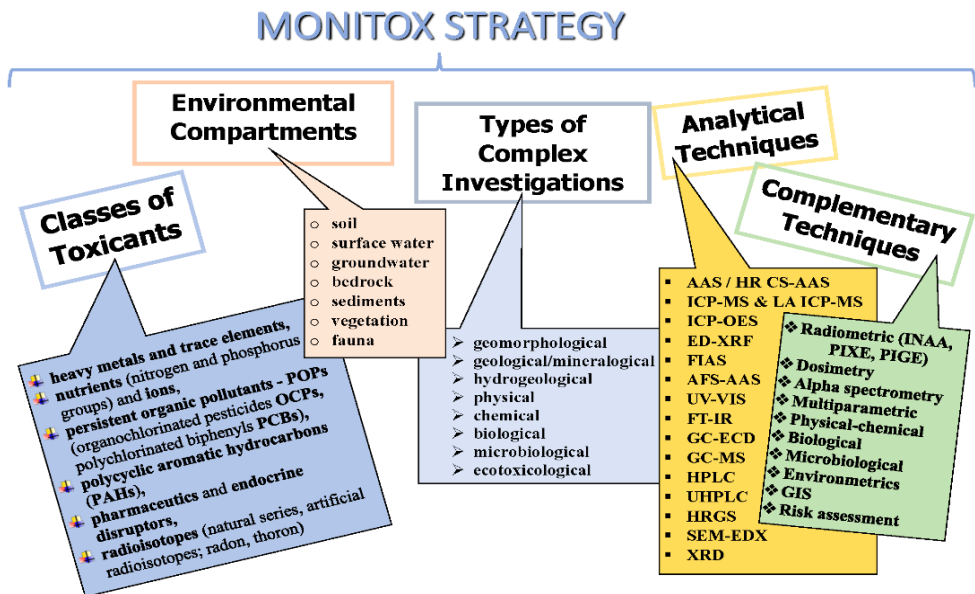 MONITOX STRATEGY
Classes of
Toxicants
heavy metals and trace elements,
nutrients (nitrogen and phosphorus
groups) and ions,
persistent organic pollutants - POPs
(organochlorinated pesticides OCPs,
polychlorinated biphenyls PCBs),
polycyclic aromatic hydrocarbons
(PAHs),
pharmaceutics and endocrine
disruptors,
radioisotopes (natural series, artificial
radioisotopes; radon, thoron)
Environmental
Compartments
soil
surface water
groundwater
bedrock
sediments
vegetation
fauna
Types of
Complex
Investigations
geomorphological
geological/mineralogical
hydrogeological
physical
chemical
biological
microbiological
ecotoxicological
Analytical
Techniques
AAS / HR CS-AAS
ICP-MS & LA ICP-MS
ICP-OES
ED-XRF
FIAS
AFS-AAS
UV-VIS
FT-IR
GC-ECD
GC-MS
HPLC
UHPLC
HRGS
SEM-EDX
XRD
Complementary
Techniques
Radiometric (INAA,
PIXE, PIGE)
Dosimetry
Alpha spectrometry
Multiparametric
Physical-chemical
Biological
Microbiological
Environmetrics
GIS
Risk assessment